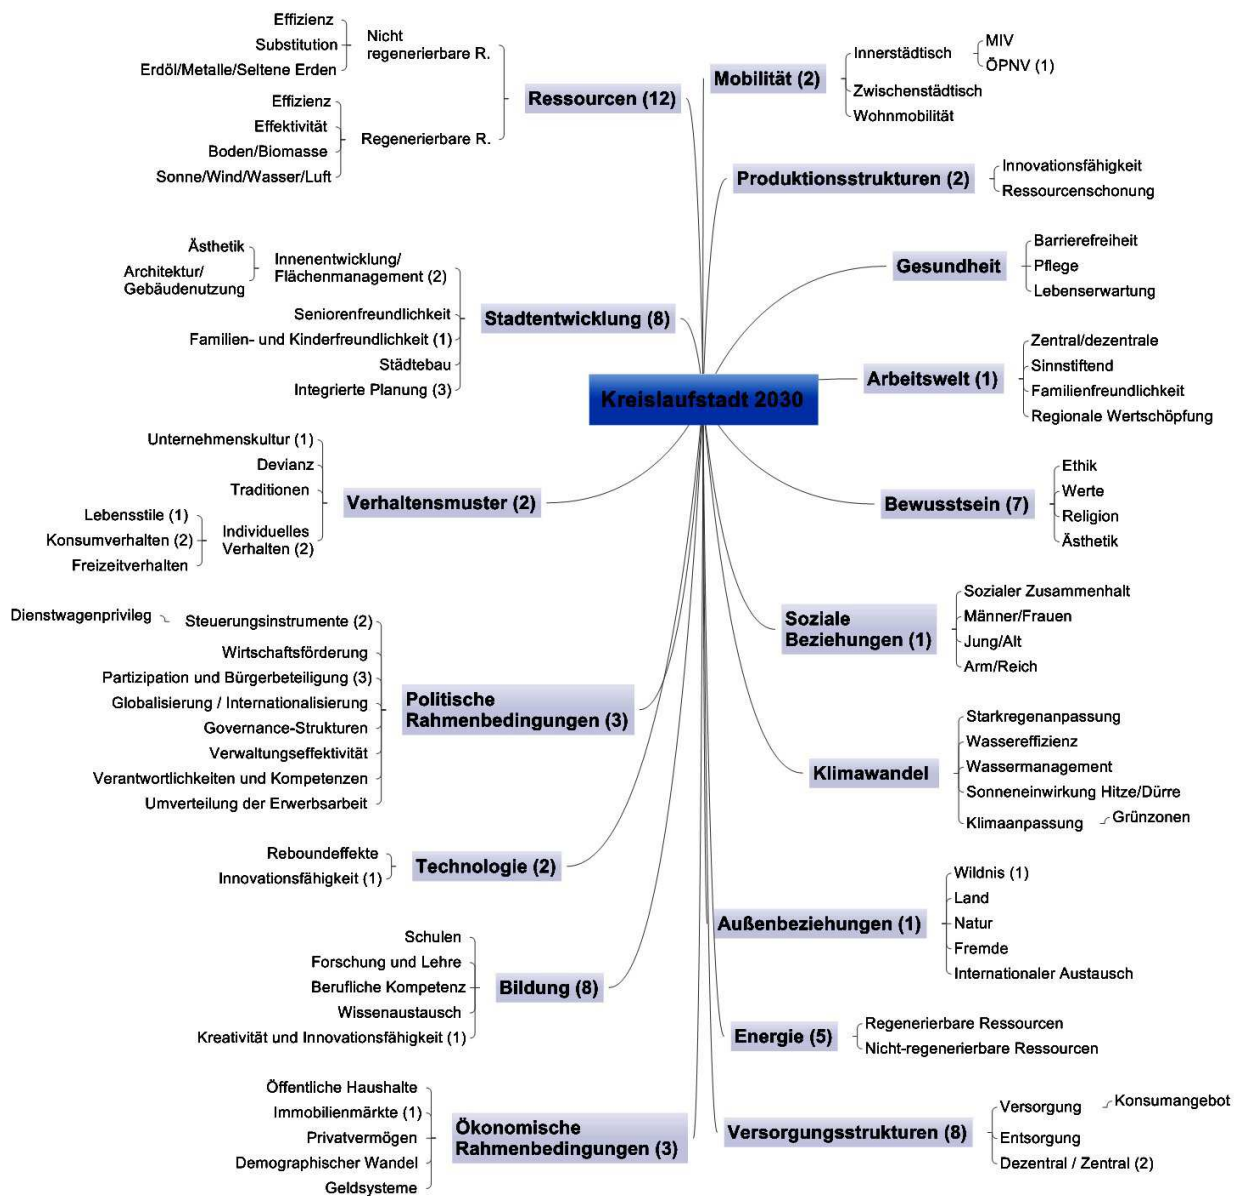 Kreislaufstadt 2030
Ressourcen (12)
Nicht
regenerierbare R.
Effizienz
Substitution
Erdöl/Metalle/Seltene Erden
Regenerierbare R.
Effizienz
Effektivität
Boden/Biomasse
Sonne/Wind/Wasser/Luft
Stadtentwicklung (8)
Innenentwicklung/
Flächenmanagement (2)
Ästhetik
Architektur/
Gebäudenutzung
Seniorenfreundlichkeit
Familien- und Kinderfreundlichkeit (1)
Städtebau
Integrierte Planung (3)
Verhaltensmuster (2)
Unternehmenskultur (1)
Devianz
Traditionen
Individuelles
Verhalten (2)
Lebensstile (1)
Konsumverhalten (2)
Freizeitverhalten
Politische
Rahmenbedingungen (3)
Steuerungsinstrumente (2)
Dienstwagenprivileg
Wirtschaftsförderung
Partizipation und Bürgerbeteiligung (3)
Globalisierung / Internationalisierung
Governance-Strukturen
Verwaltungseffektivität
Verantwortlichkeiten und Kompetenzen
Umverteilung der Erwerbsarbeit
Technologie (2)
Reboundeffekte
Innovationsfähigkeit (1)
Bildung (8)
Schulen
Forschung und Lehre
Berufliche Kompetenz
Wissenaustausch
Kreativität und Innovationsfähigkeit (1)
Ökonomische
Rahmenbedingungen (3)
Öffentliche Haushalte
Immobilienmärkte (1)
Privatvermögen
Demographischer Wandel
Geldsysteme
Mobilität (2)
Innerstädtisch
MIV
ÖPNV (1)
Zwischenstädtisch
Wohnmobilität
Produktionsstrukturen (2)
Innovationsfähigkeit
Ressourcenschonung
Gesundheit
Barrierefreiheit
Pflege
Lebenserwartung
Arbeitswelt (1)
Zentral/dezentrale
Sinnstiftend
Familienfreundlichkeit
Regionale Wertschöpfung
Bewusstsein (7)
Ethik
Werte
Religion
Ästhetik
Soziale
Beziehungen (1)
Sozialer Zusammenhalt
Männer/Frauen
Jung/Alt
Arm/Reich
Klimawandel
Starkregenanpassung
Wassereffizienz
Wassermanagement
Sonneneinwirkung Hitze/Dürre
Klimaanpassung
Grünzonen
Außenbeziehungen (1)
Wildnis (1)
Land
Natur
Fremde
Internationaler Austausch
Energie (5)
Regenerierbare Ressourcen
Nicht-regenerierbare Ressourcen
Versorgungsstrukturen (8)
Versorgung
Konsumangebot
Entsorgung
Dezentral / Zentral (2)